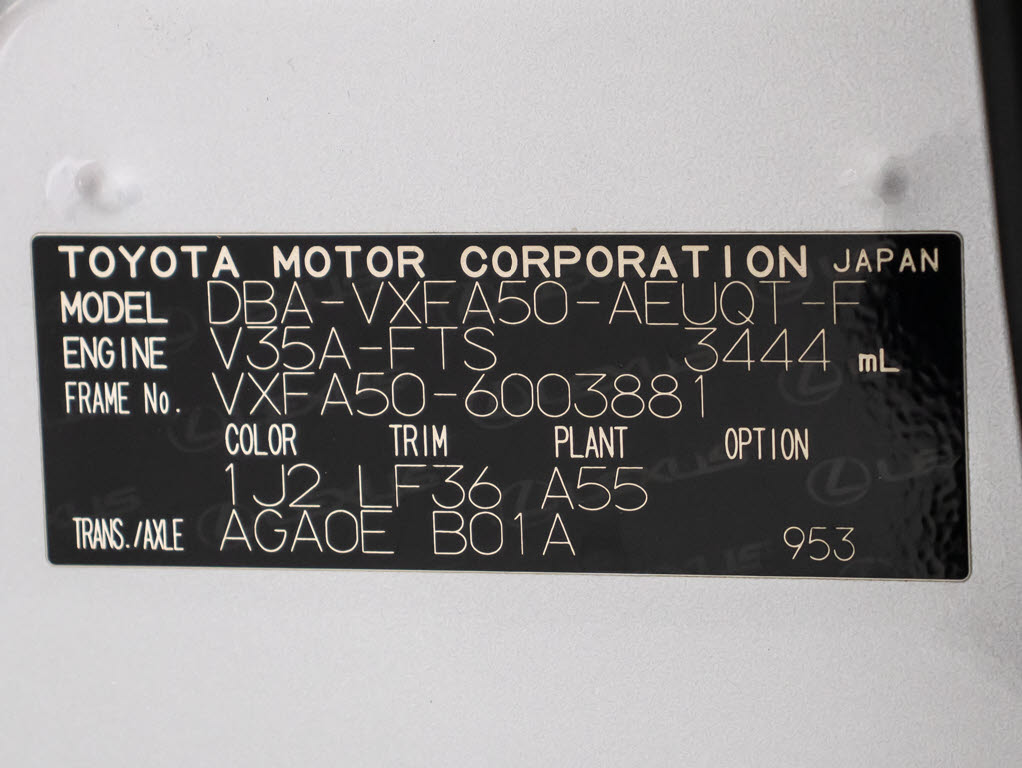 TOYOTA MOTOR CORPORATION JAPAN
MODEL DBA-VXFA50-AEUQT-F
ENGINE V35A-FTS 3444 mL
FRAME No. VXFA50-6003881
COLOR TRIM PLANT OPTION
1J2 LF36 A55
TRANS./AXLE AGA0E B01A 953
LEXUS